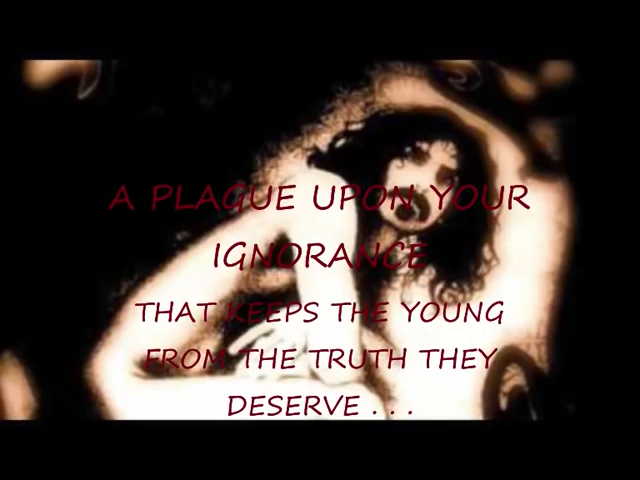 A PLAGUE UPON YOUR
IGNORANCE
THAT KEEPS THE YOUNG
FROM THE TRUTH THEY
DESERVE . . .